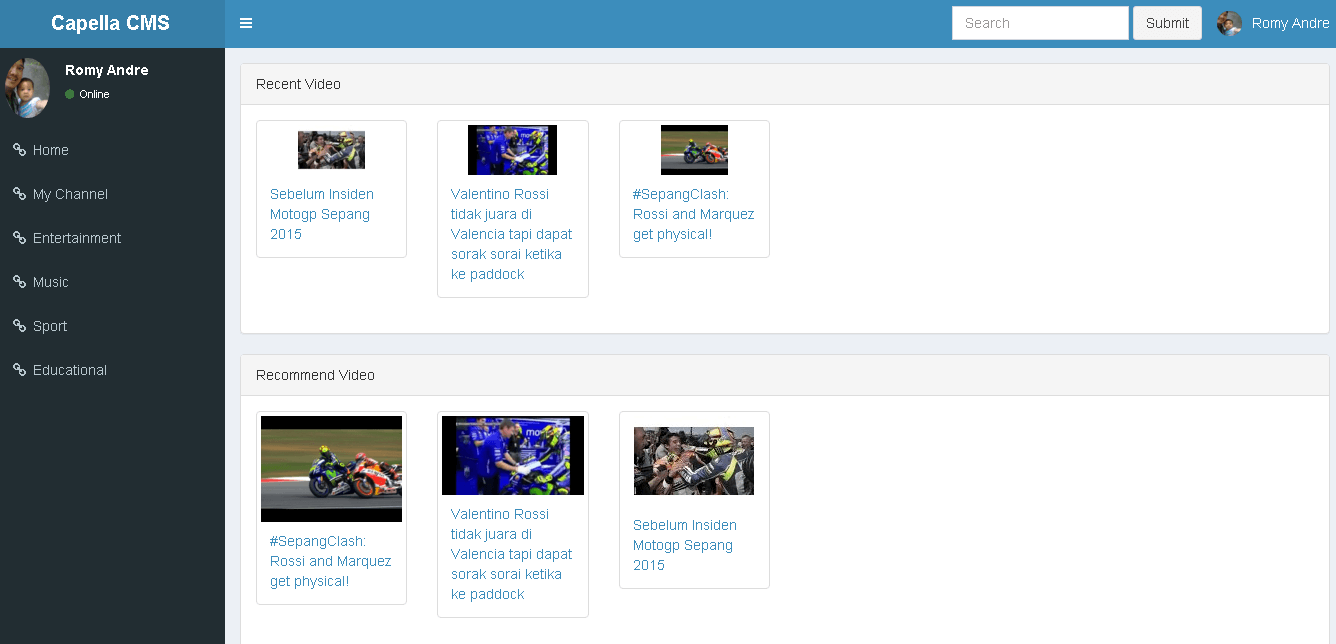 Capella CMS
Submit
Search
Romy Andre
Romy Andre
Online
Home
My Channel
Entertainment
Music
Sport
Educational
Recent Video
Sebelum Insiden
Motogp Sepang
2015
Valentino Rossi
tidak juara di
Valencia tapi dapat
sorak sorai ketika
ke paddock
#SepangClash:
Rossi and Marquez
get physical!
Recommend Video
#SepangClash:
Rossi and Marquez
get physical!
Valentino Rossi
tidak juara di
Valencia tapi dapat
sorak sorai ketika
ke paddock
Sebelum Insiden
Motogp Sepang
2015